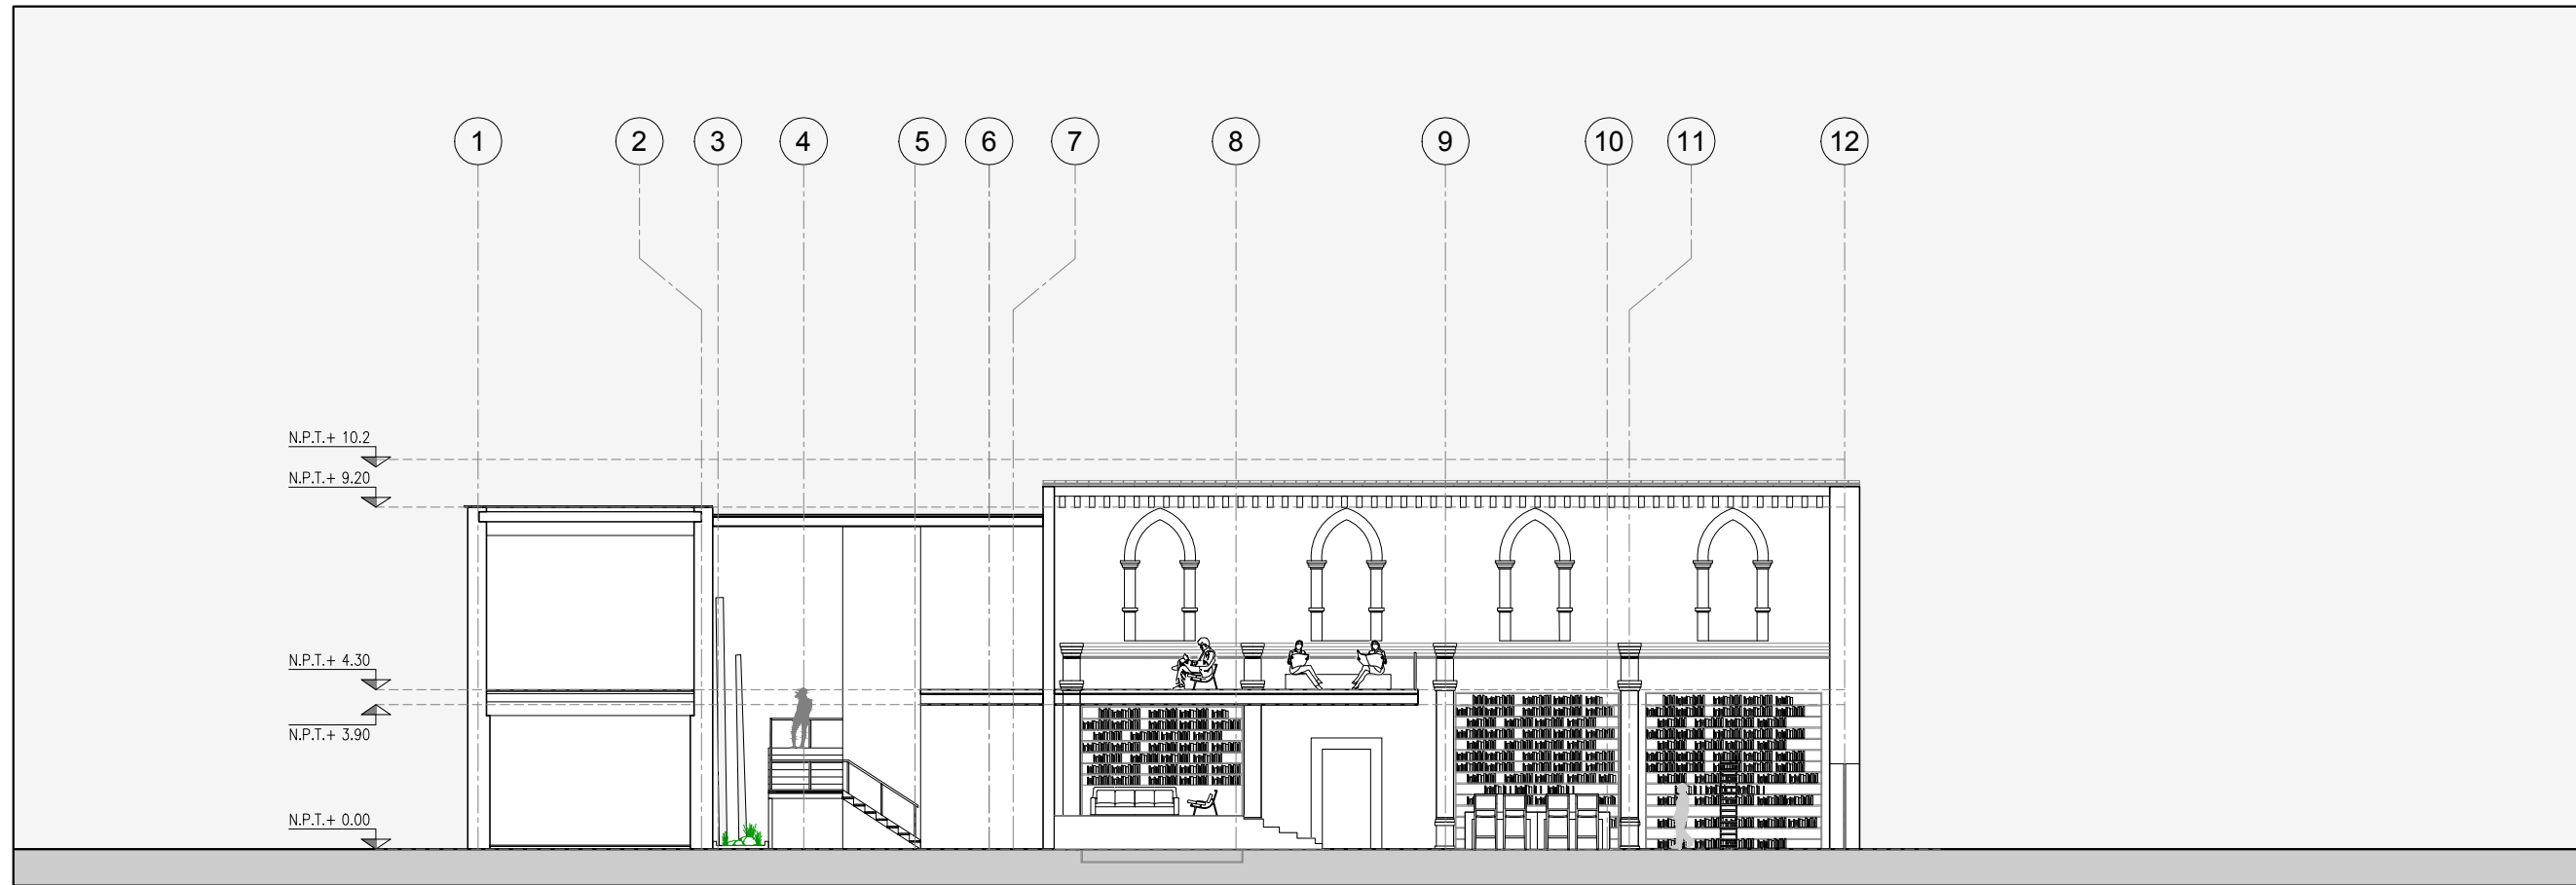 1 2 3 4 5 6 7 8 9 10 11 12
N.P.T.+ 10.2
N.P.T.+ 9.20
N.P.T.+ 4.30
N.P.T.+ 3.90
N.P.T.+ 0.00